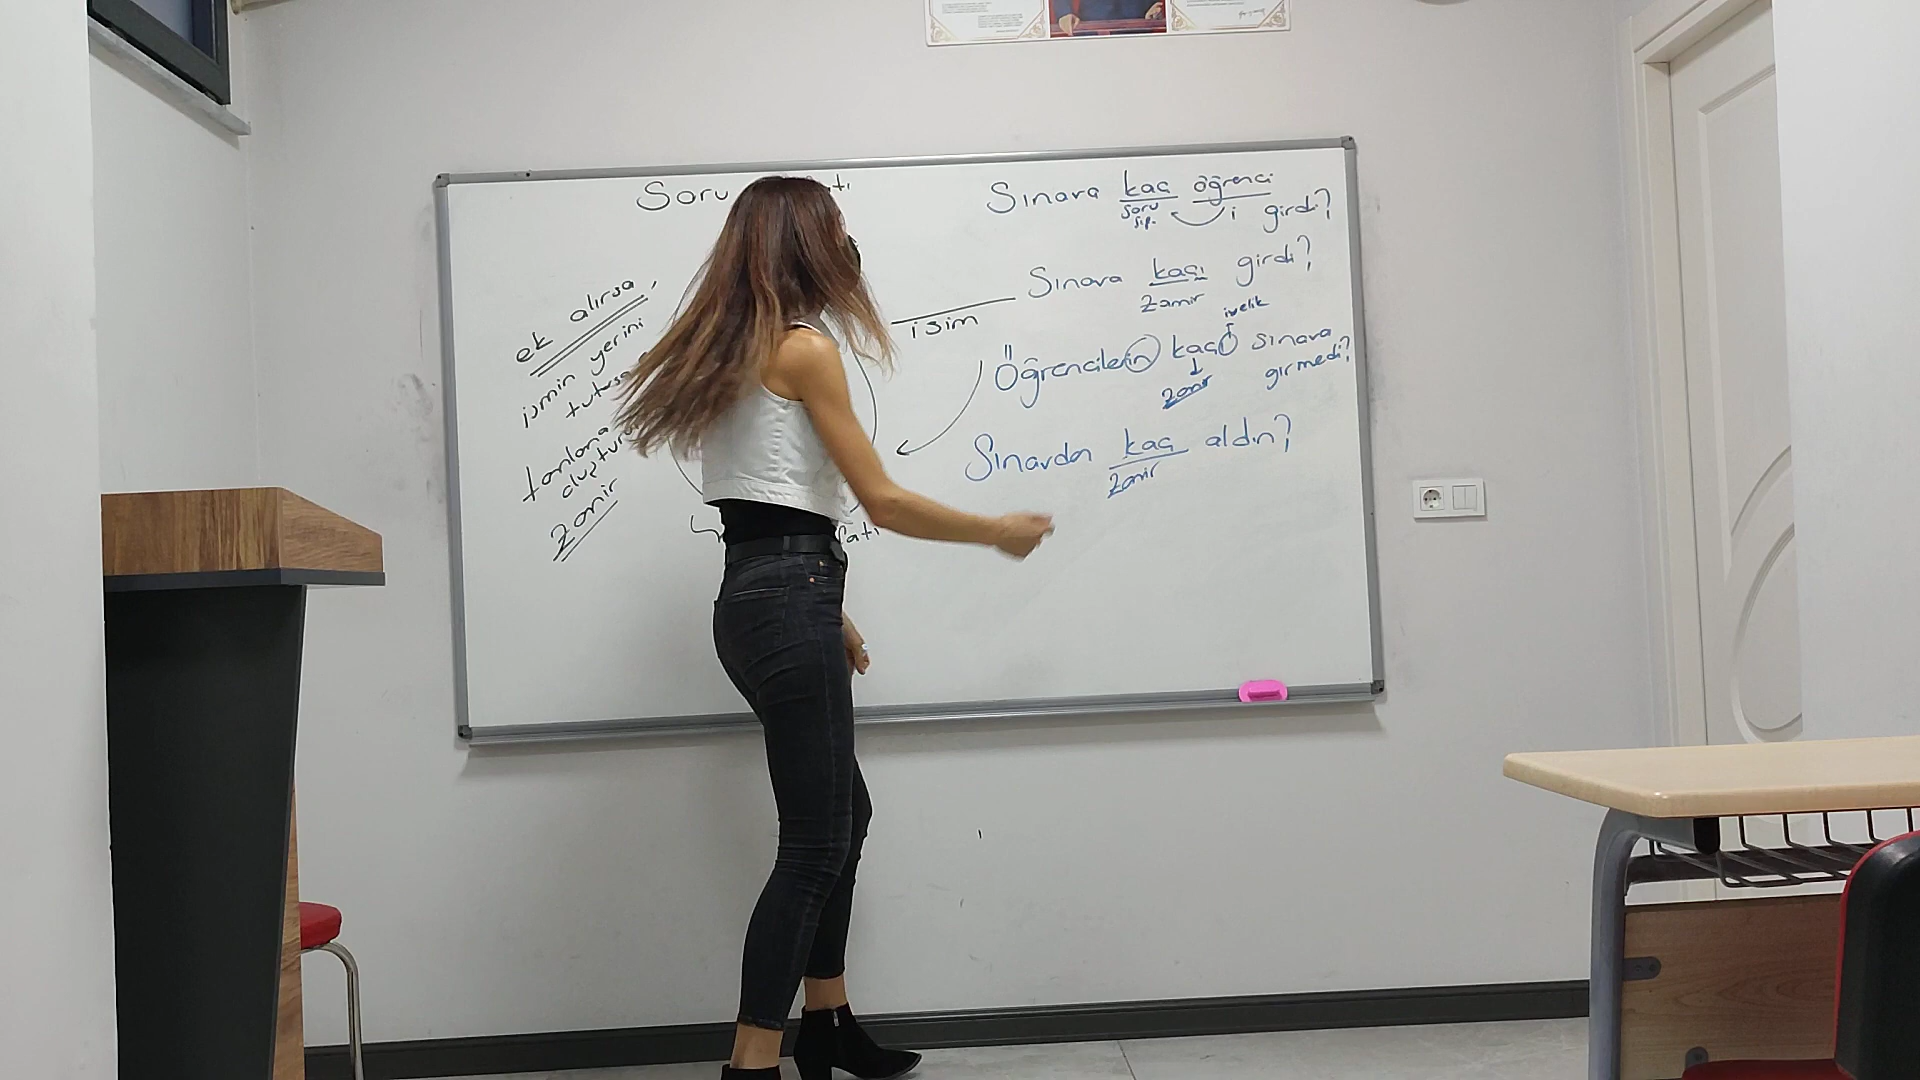 Soru
ek alırsa,
ismin yerini
zamir
isim
Sınava kaç öğrenci
soru
sıf. i girdi?
Sınava kaçı girdi?
zamir
iyelik
Öğrencilerin kaçı sınava
zamir girmedi?
Sınavdan kaç aldın?
zamir